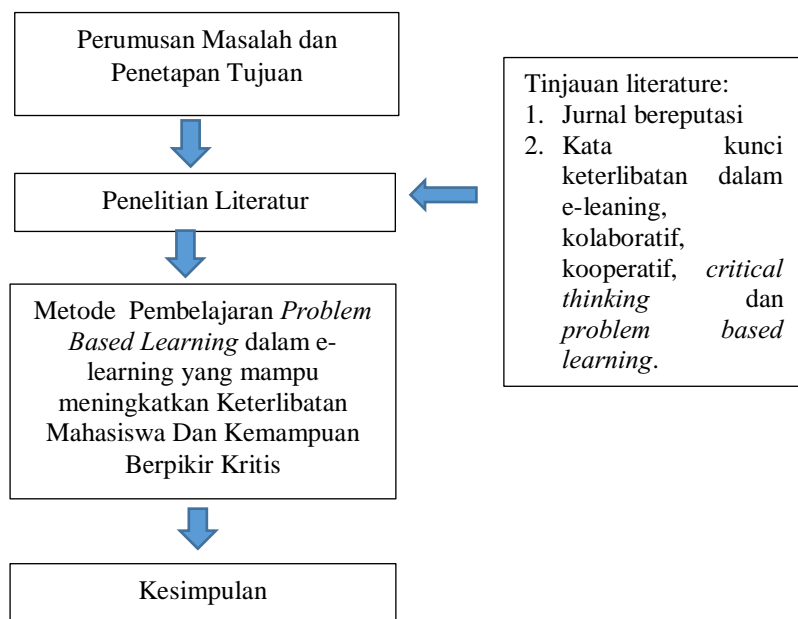 Perumusan Masalah dan
Penetapan Tujuan
Tinjauan literature:
1. Jurnal bereputasi
2. Kata kunci
keterlibatan dalam
e-leaning,
kolaboratif,
kooperatif, critical
thinking dan
problem based
learning.
Penelitian Literatur
Metode Pembelajaran Problem
Based Learning dalam e-
learning yang mampu
meningkatkan Keterlibatan
Mahasiswa Dan Kemampuan
Berpikir Kritis
Kesimpulan